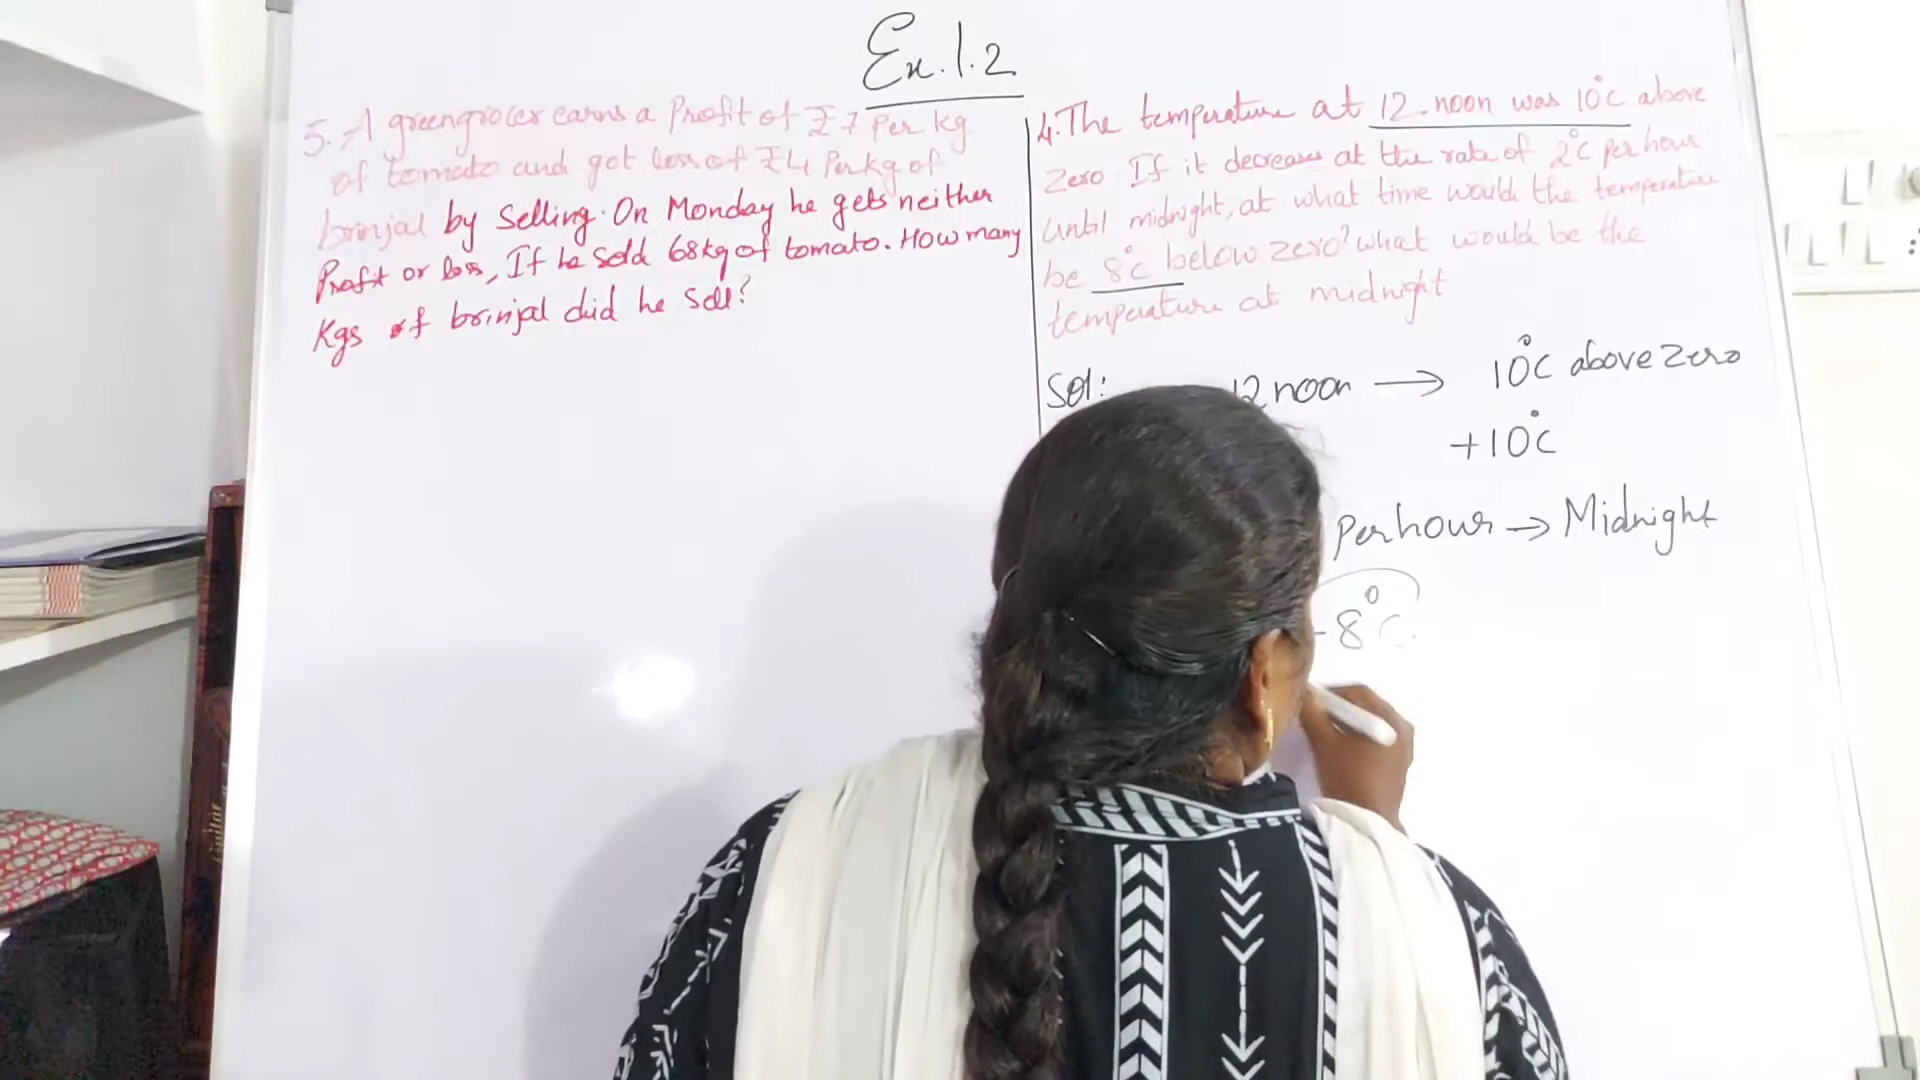 Ex.1.2
5. A greengrocer earns a Profit of ₹7 Per kg
of tomato and got loss of ₹4 Per kg of
brinjal by Selling. On Monday he gets neither
Profit or loss, If he Sold 68kg of tomato. How many
Kgs of brinjal did he Sell?
4. The temperature at 12.noon was 10°C above
Zero If it decreases at the rate of 2°C per hour
Until midnight, at what time would the temperature
be 8°C below zero? what would be the
temperature at midnight
Sol: 12 noon → 10°C above Zero
+10°C
Per hour → Midnight
-8°C
Guitar